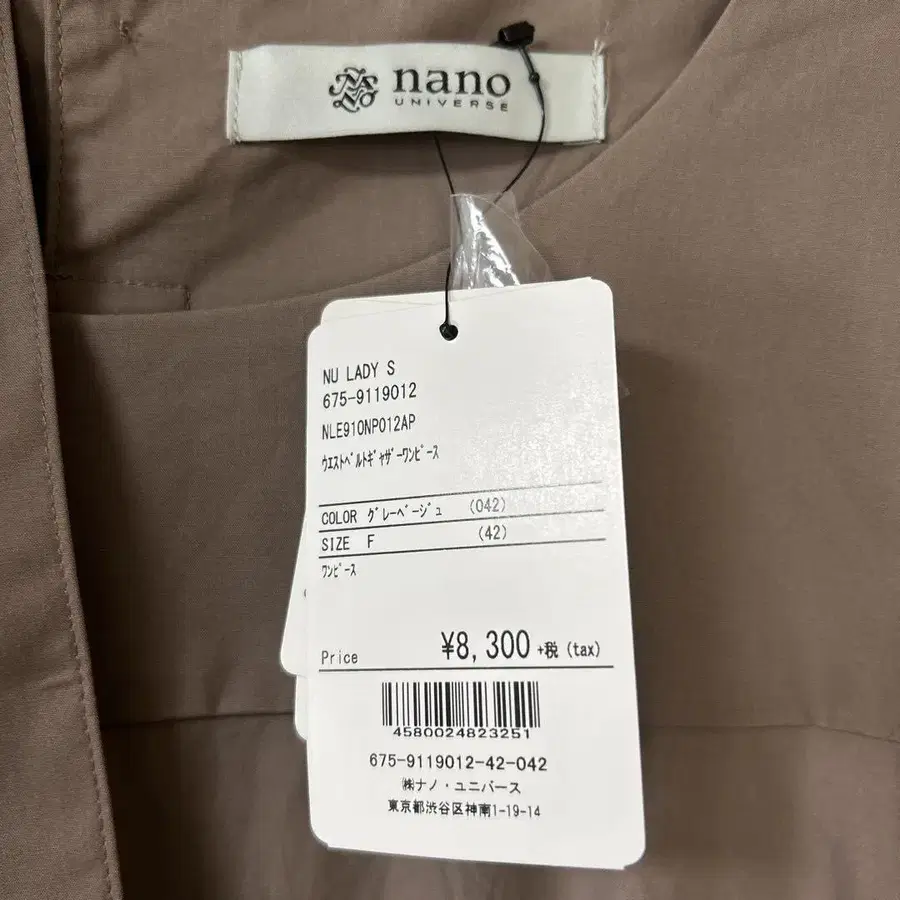 nano
UNIVERSE
NU LADY S
675-9119012
NLE910NP012AP
ウエストベルトギャザーワンピース
COLOR グレーベージュ (042)
SIZE F (42)
ワンピース
Price ¥8,300 +税 (tax)
4580024823251
675-9119012-42-042
㈱ナノ・ユニバース
東京都渋谷区神南1-19-14